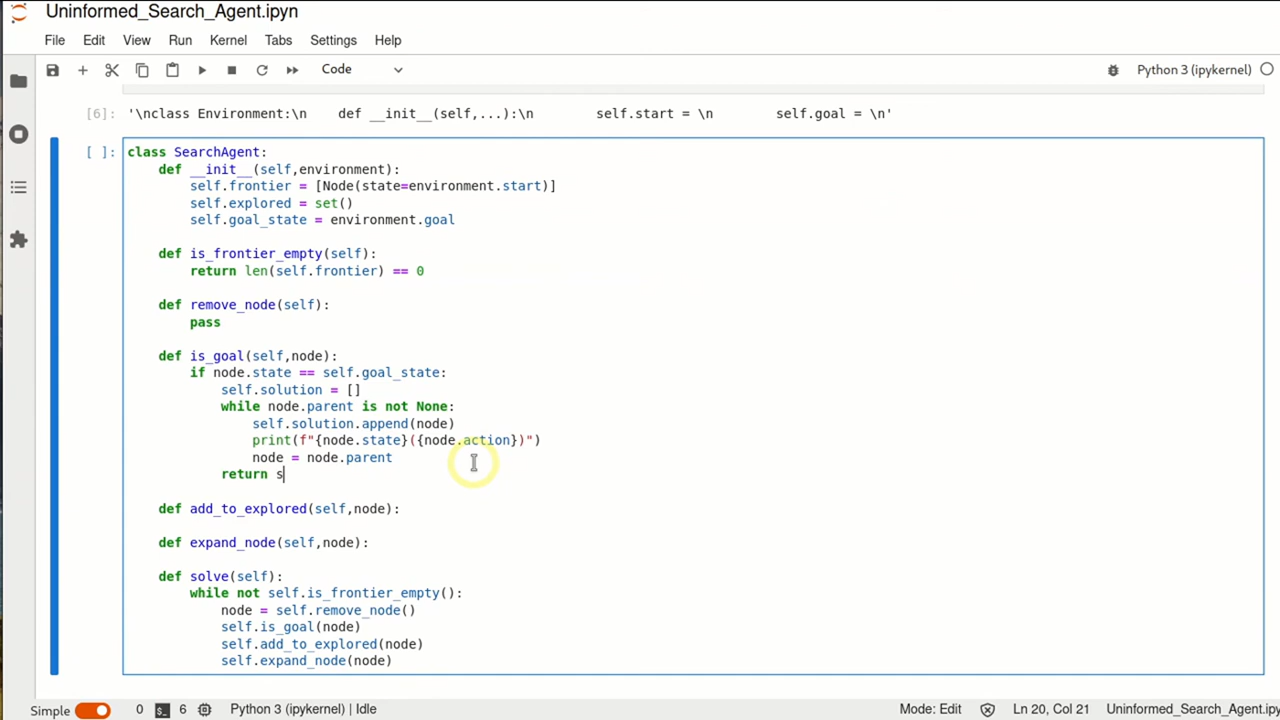 Uninformed_Search_Agent.ipyn
File Edit View Run Kernel Tabs Settings Help
Code Python 3 (ipykernel)
[6]: '\nclass Environment:\n    def __init__(self,...):\n        self.start = \n        self.goal = \n'
[ ]: class SearchAgent:
    def __init__(self,environment):
        self.frontier = [Node(state=environment.start)]
        self.explored = set()
        self.goal_state = environment.goal
    def is_frontier_empty(self):
        return len(self.frontier) == 0
    def remove_node(self):
        pass
    def is_goal(self,node):
        if node.state == self.goal_state:
            self.solution = []
            while node.parent is not None:
                self.solution.append(node)
                print(f"{node.state}({node.action})")
                node = node.parent
            return s
    def add_to_explored(self,node):
    def expand_node(self,node):
    def solve(self):
        while not self.is_frontier_empty():
            node = self.remove_node()
            self.is_goal(node)
            self.add_to_explored(node)
            self.expand_node(node)
Simple 0 6 Python 3 (ipykernel) | Idle Mode: Edit Ln 20, Col 21 Uninformed_Search_Agent.ipy